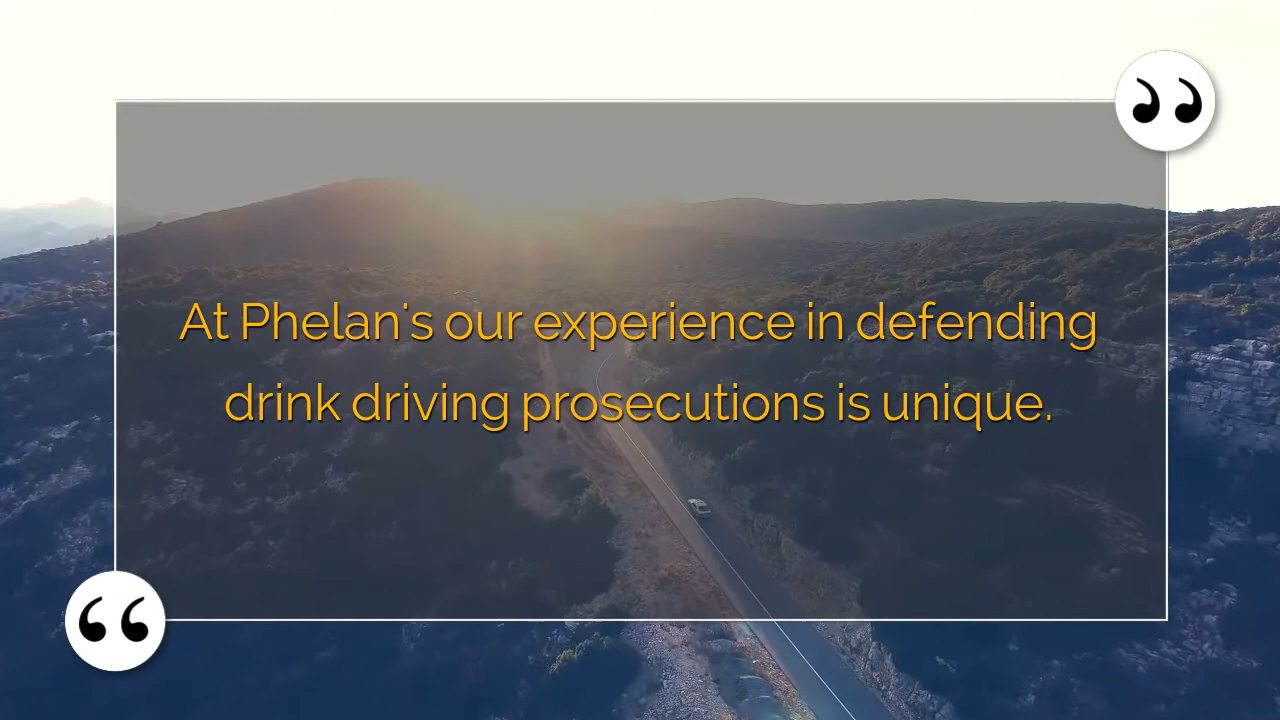 At Phelan's our experience in defending
drink driving prosecutions is unique.